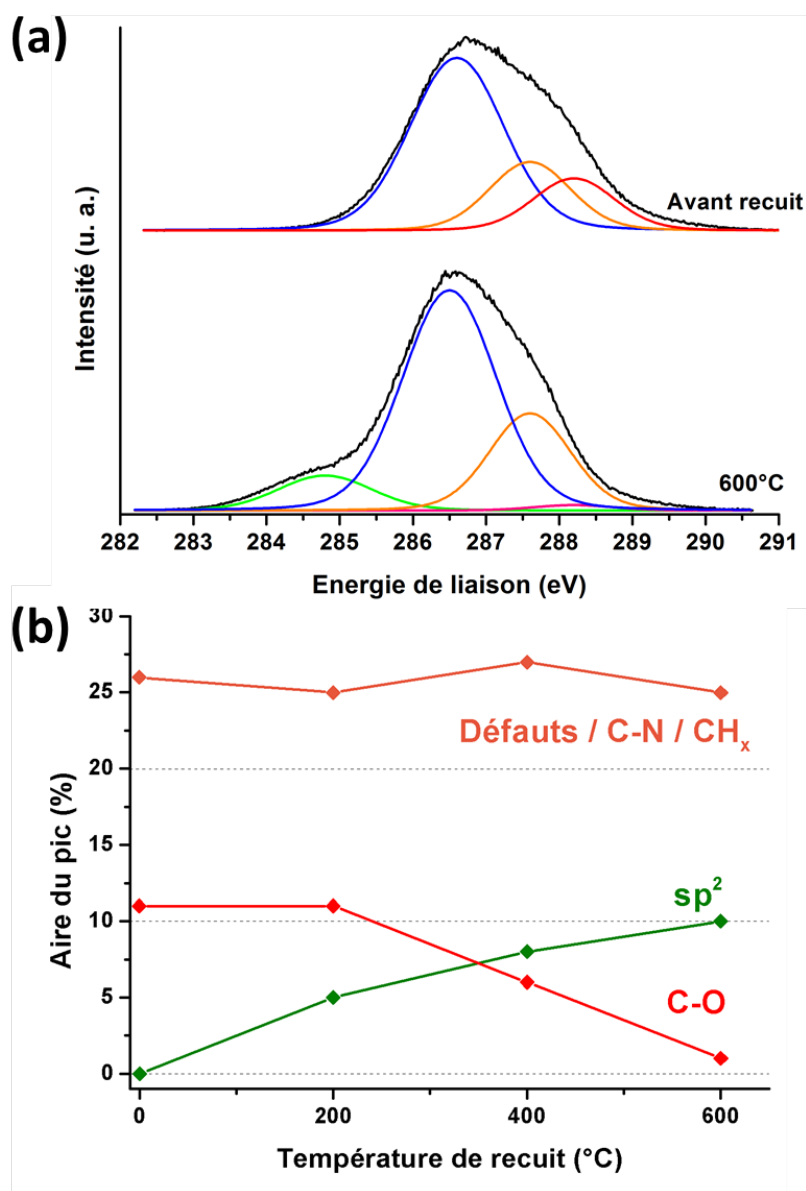 (a)
Intensité (u. a.)
Avant recuit
600°C
282 283 284 285 286 287 288 289 290 291
Energie de liaison (eV)
(b)
Aire du pic (%)
30
25
20
15
10
5
0
Défauts / C-N / CHₓ
sp²
C-O
0 200 400 600
Température de recuit (°C)